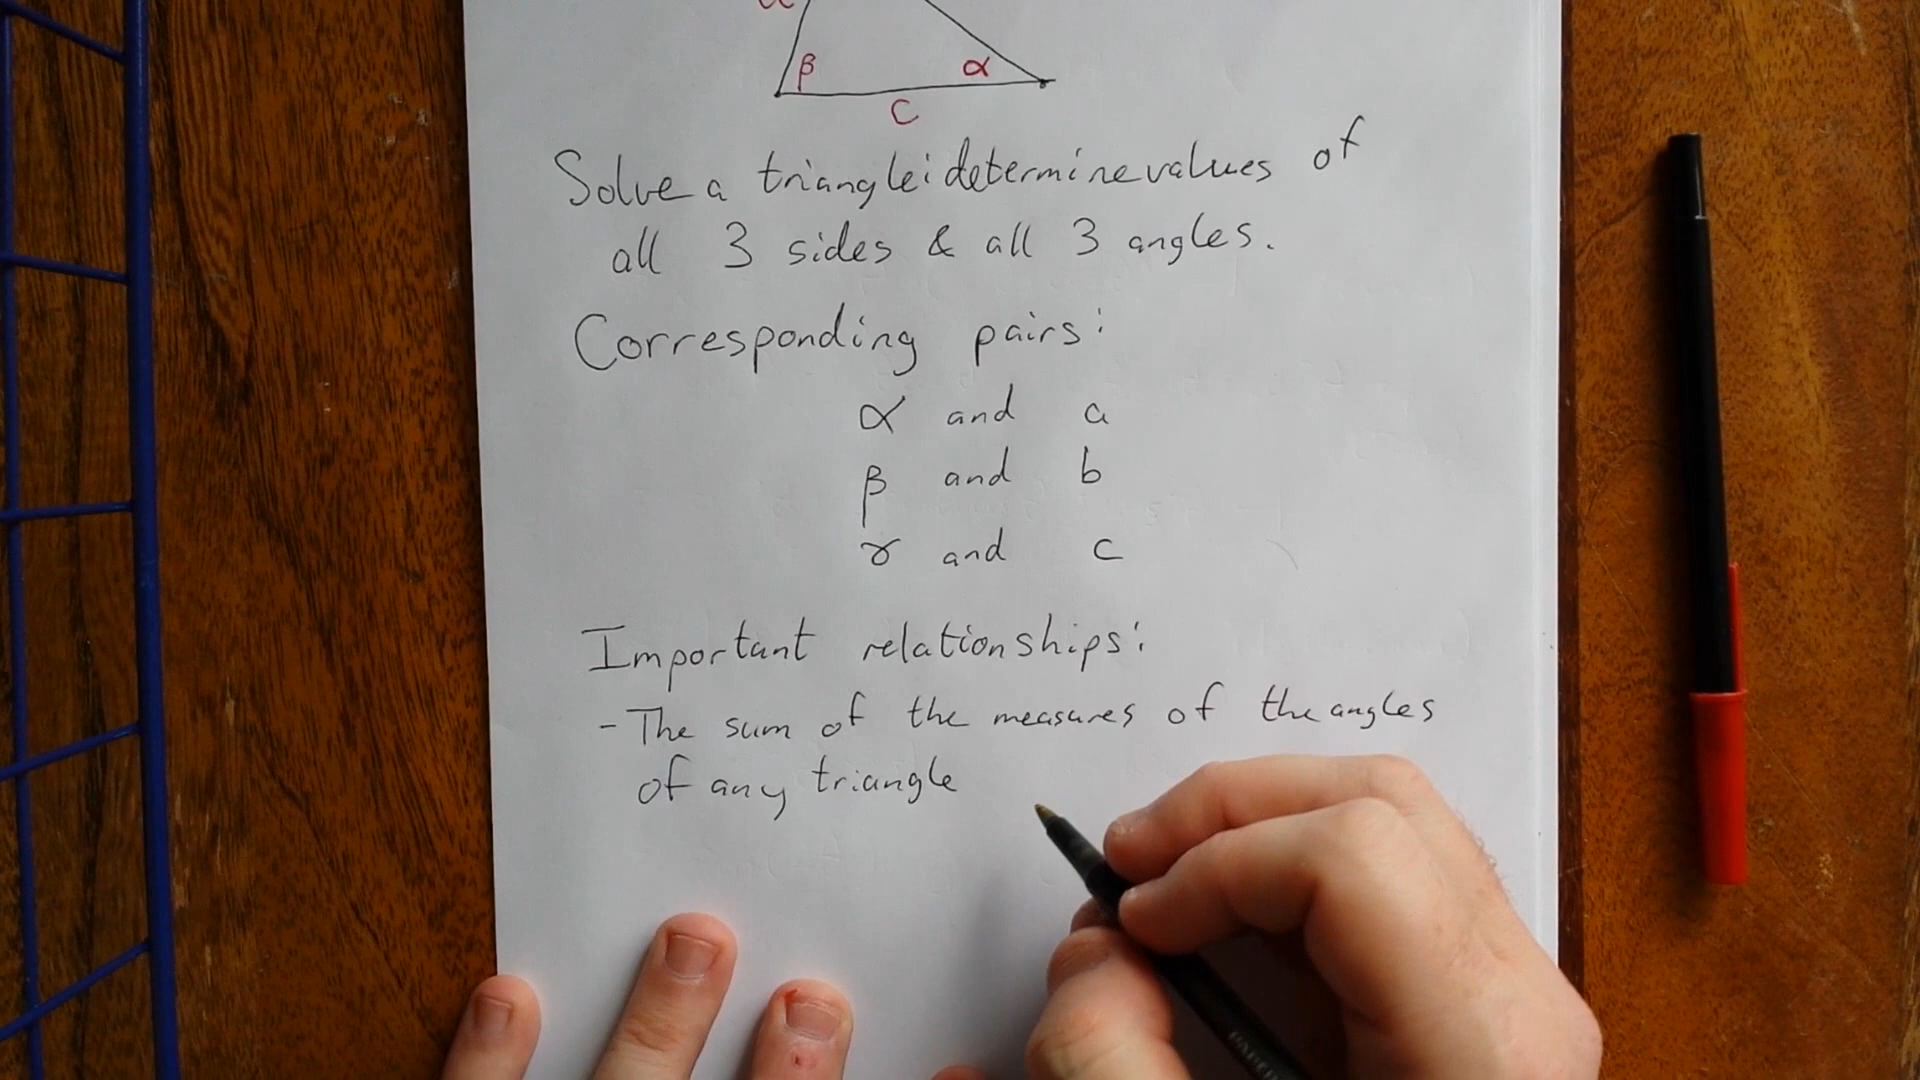 a
β α
c
Solve a triangle: determine values of
all 3 sides & all 3 angles.
Corresponding pairs:
α and a
β and b
γ and c
Important relationships:
- The sum of the measures of the angles
of any triangle